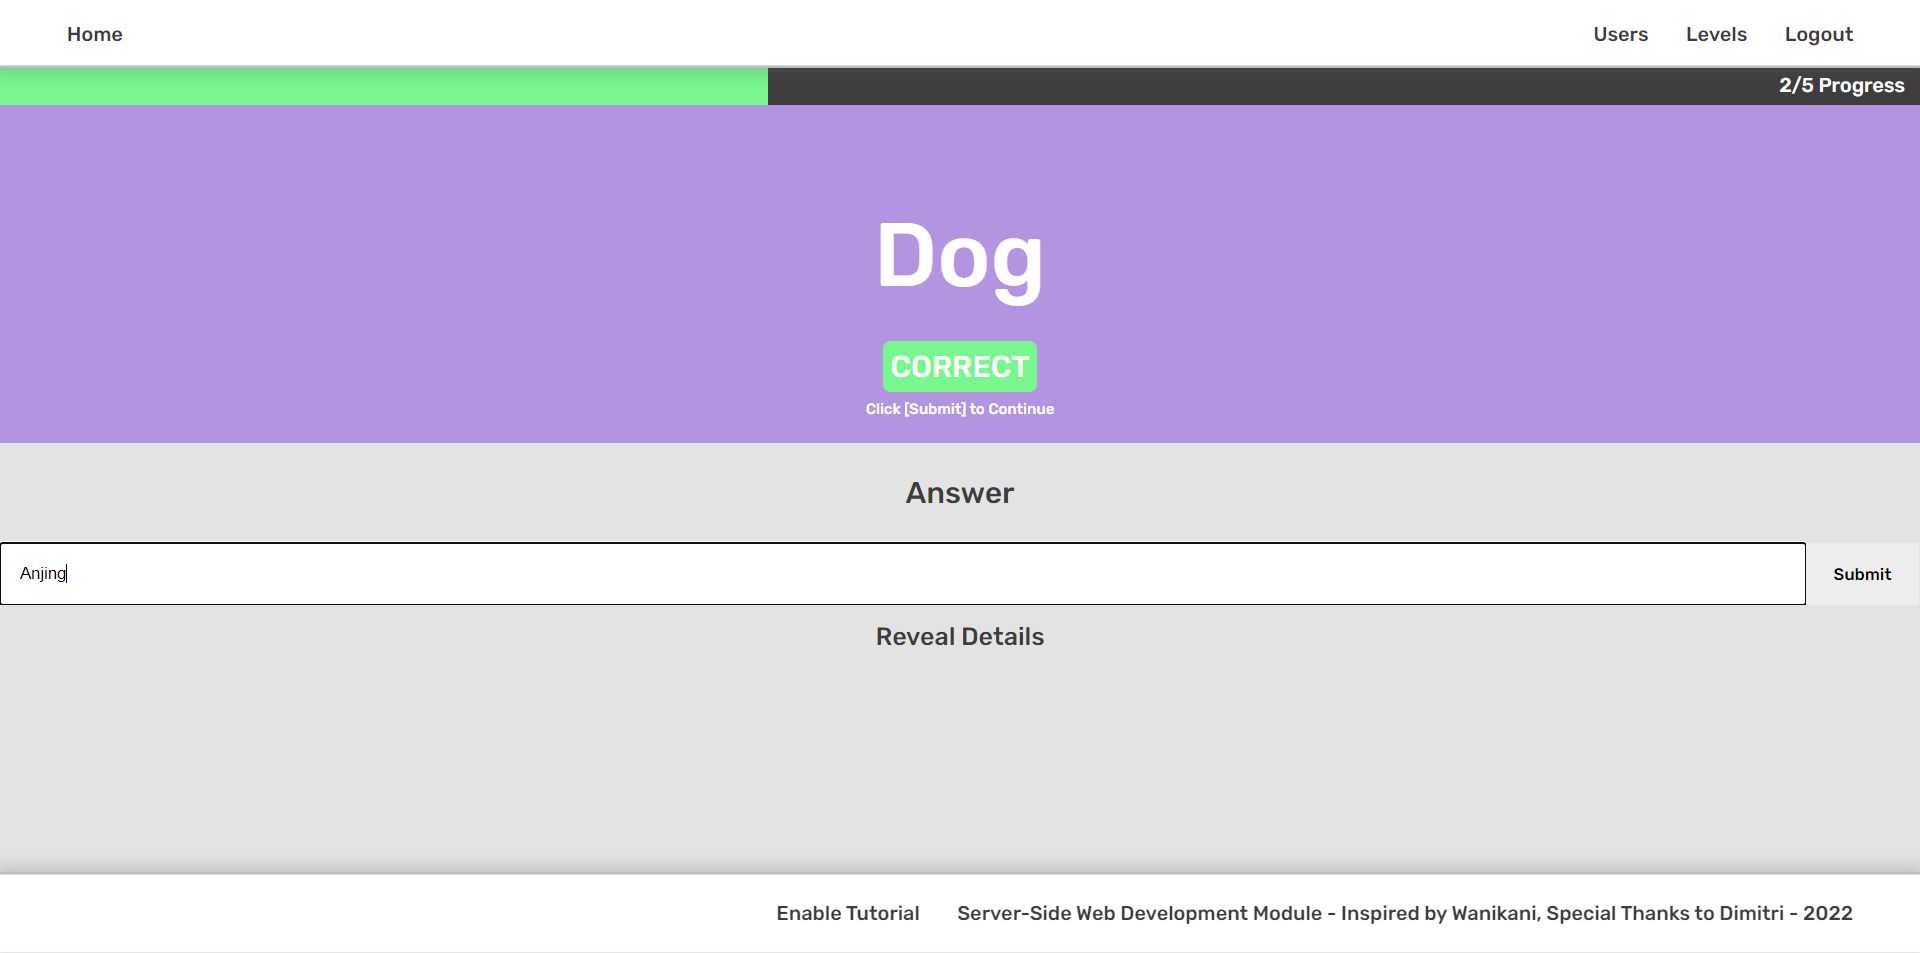 Home Users Levels Logout
2/5 Progress
Dog
CORRECT
Click [Submit] to Continue
Answer
Anjing
Submit
Reveal Details
Enable Tutorial Server-Side Web Development Module - Inspired by Wanikani, Special Thanks to Dimitri - 2022